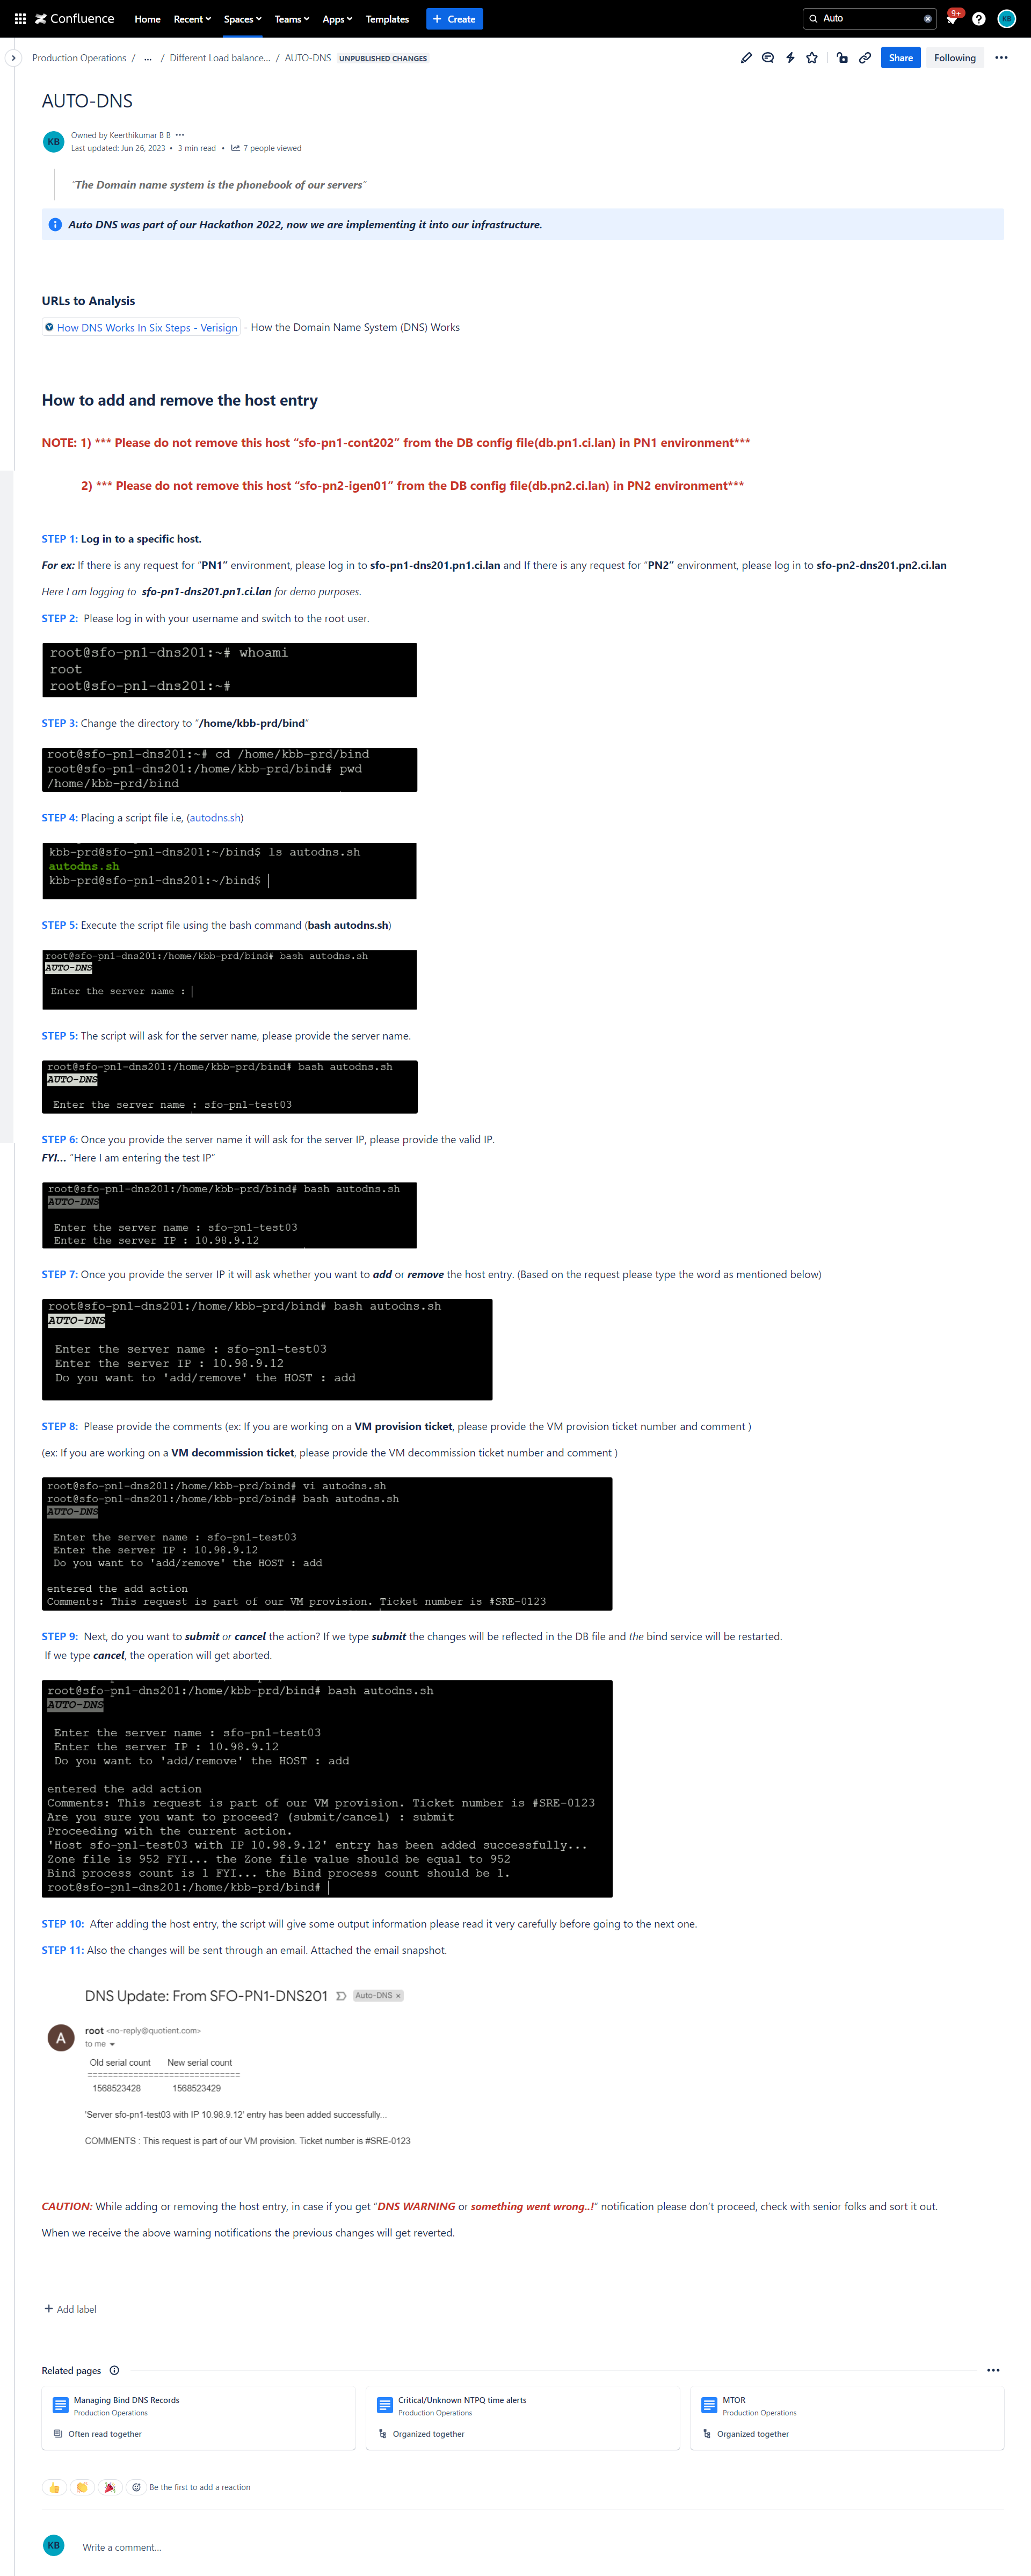 Confluence Home Recent Spaces Teams Apps Templates + Create Auto 9+ KB
Production Operations / ... / Different Load balance... / AUTO-DNS UNPUBLISHED CHANGES Share Following
AUTO-DNS
KB
Owned by Keerthikumar B B
Last updated: Jun 26, 2023 • 3 min read • 7 people viewed
“The Domain name system is the phonebook of our servers”
Auto DNS was part of our Hackathon 2022, now we are implementing it into our infrastructure.
URLs to Analysis
How DNS Works In Six Steps - Verisign - How the Domain Name System (DNS) Works
How to add and remove the host entry
NOTE: 1) *** Please do not remove this host “sfo-pn1-cont202” from the DB config file(db.pn1.ci.lan) in PN1 environment***
2) *** Please do not remove this host “sfo-pn2-igen01” from the DB config file(db.pn2.ci.lan) in PN2 environment***
STEP 1: Log in to a specific host.
For ex: If there is any request for “PN1” environment, please log in to sfo-pn1-dns201.pn1.ci.lan and If there is any request for “PN2” environment, please log in to sfo-pn2-dns201.pn2.ci.lan
Here I am logging to sfo-pn1-dns201.pn1.ci.lan for demo purposes.
STEP 2: Please log in with your username and switch to the root user.
root@sfo-pn1-dns201:~# whoami
root
root@sfo-pn1-dns201:~#
STEP 3: Change the directory to “/home/kbb-prd/bind”
root@sfo-pn1-dns201:~# cd /home/kbb-prd/bind
root@sfo-pn1-dns201:/home/kbb-prd/bind# pwd
/home/kbb-prd/bind
STEP 4: Placing a script file i.e, (autodns.sh)
kbb-prd@sfo-pn1-dns201:~/bind$ ls autodns.sh
autodns.sh
kbb-prd@sfo-pn1-dns201:~/bind$
STEP 5: Execute the script file using the bash command (bash autodns.sh)
root@sfo-pn1-dns201:/home/kbb-prd/bind# bash autodns.sh
AUTO-DNS
Enter the server name :
STEP 5: The script will ask for the server name, please provide the server name.
root@sfo-pn1-dns201:/home/kbb-prd/bind# bash autodns.sh
AUTO-DNS
Enter the server name : sfo-pn1-test03
STEP 6: Once you provide the server name it will ask for the server IP, please provide the valid IP.
FYI... “Here I am entering the test IP”
root@sfo-pn1-dns201:/home/kbb-prd/bind# bash autodns.sh
AUTO-DNS
Enter the server name : sfo-pn1-test03
Enter the server IP : 10.98.9.12
STEP 7: Once you provide the server IP it will ask whether you want to add or remove the host entry. (Based on the request please type the word as mentioned below)
root@sfo-pn1-dns201:/home/kbb-prd/bind# bash autodns.sh
AUTO-DNS
Enter the server name : sfo-pn1-test03
Enter the server IP : 10.98.9.12
Do you want to 'add/remove' the HOST : add
STEP 8: Please provide the comments (ex: If you are working on a VM provision ticket, please provide the VM provision ticket number and comment )
(ex: If you are working on a VM decommission ticket, please provide the VM decommission ticket number and comment )
root@sfo-pn1-dns201:/home/kbb-prd/bind# vi autodns.sh
root@sfo-pn1-dns201:/home/kbb-prd/bind# bash autodns.sh
AUTO-DNS
Enter the server name : sfo-pn1-test03
Enter the server IP : 10.98.9.12
Do you want to 'add/remove' the HOST : add
entered the add action
Comments: This request is part of our VM provision. Ticket number is #SRE-0123
STEP 9: Next, do you want to submit or cancel the action? If we type submit the changes will be reflected in the DB file and the bind service will be restarted.
If we type cancel, the operation will get aborted.
root@sfo-pn1-dns201:/home/kbb-prd/bind# bash autodns.sh
AUTO-DNS
Enter the server name : sfo-pn1-test03
Enter the server IP : 10.98.9.12
Do you want to 'add/remove' the HOST : add
entered the add action
Comments: This request is part of our VM provision. Ticket number is #SRE-0123
Are you sure you want to proceed? (submit/cancel) : submit
Proceeding with the current action.
'Host sfo-pn1-test03 with IP 10.98.9.12' entry has been added successfully...
Zone file is 952 FYI... the Zone file value should be equal to 952
Bind process count is 1 FYI... the Bind process count should be 1.
root@sfo-pn1-dns201:/home/kbb-prd/bind#
STEP 10: After adding the host entry, the script will give some output information please read it very carefully before going to the next one.
STEP 11: Also the changes will be sent through an email. Attached the email snapshot.
DNS Update: From SFO-PN1-DNS201 Auto-DNS x
A
root <no-reply@quotient.com>
to me
Old serial count New serial count
==============================
1568523428 1568523429
'Server sfo-pn1-test03 with IP 10.98.9.12' entry has been added successfully...
COMMENTS : This request is part of our VM provision. Ticket number is #SRE-0123
CAUTION: While adding or removing the host entry, in case if you get “DNS WARNING or something went wrong..!” notification please don’t proceed, check with senior folks and sort it out.
When we receive the above warning notifications the previous changes will get reverted.
+ Add label
Related pages
Managing Bind DNS Records
Production Operations
Often read together
Critical/Unknown NTPQ time alerts
Production Operations
Organized together
MTOR
Production Operations
Organized together
Be the first to add a reaction
KB Write a comment...